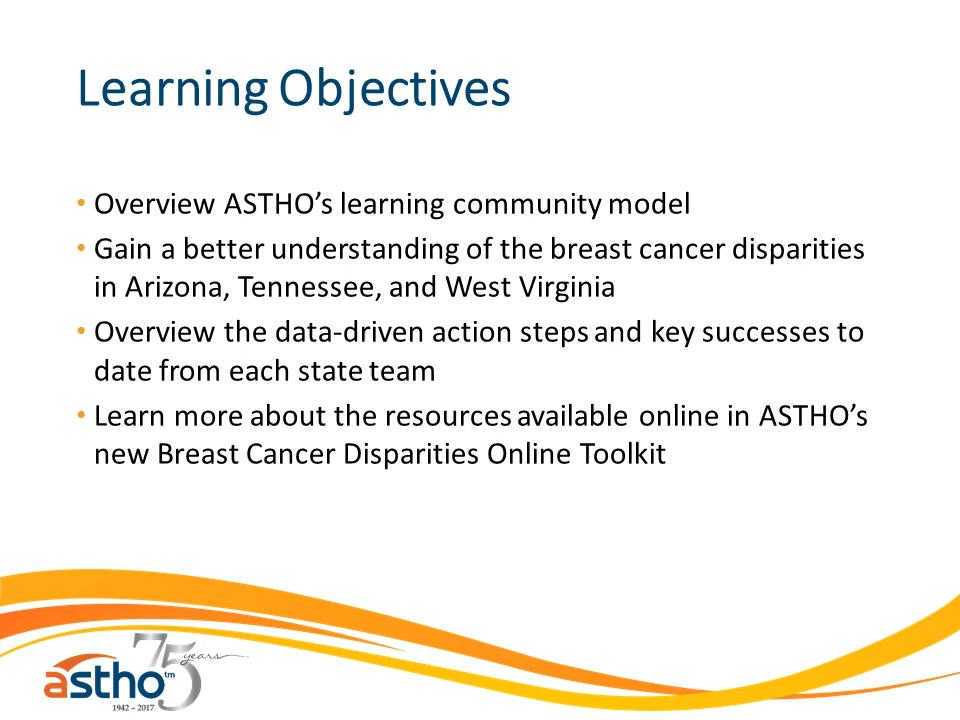 Learning Objectives
• Overview ASTHO’s learning community model
• Gain a better understanding of the breast cancer disparities
in Arizona, Tennessee, and West Virginia
• Overview the data-driven action steps and key successes to
date from each state team
• Learn more about the resources available online in ASTHO’s
new Breast Cancer Disparities Online Toolkit
75 years
astho™
1942 – 2017